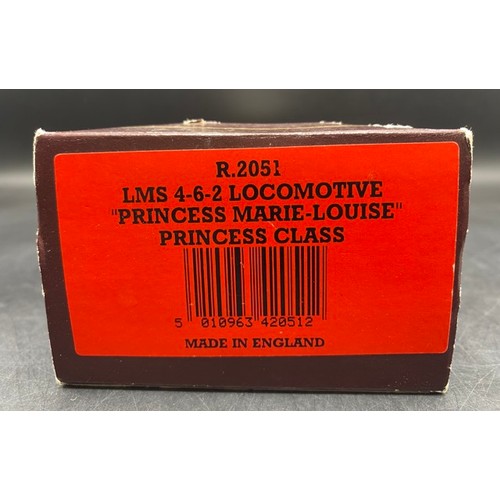 R.2051
LMS 4-6-2 LOCOMOTIVE
"PRINCESS MARIE-LOUISE"
PRINCESS CLASS
5 010963 420512
MADE IN ENGLAND